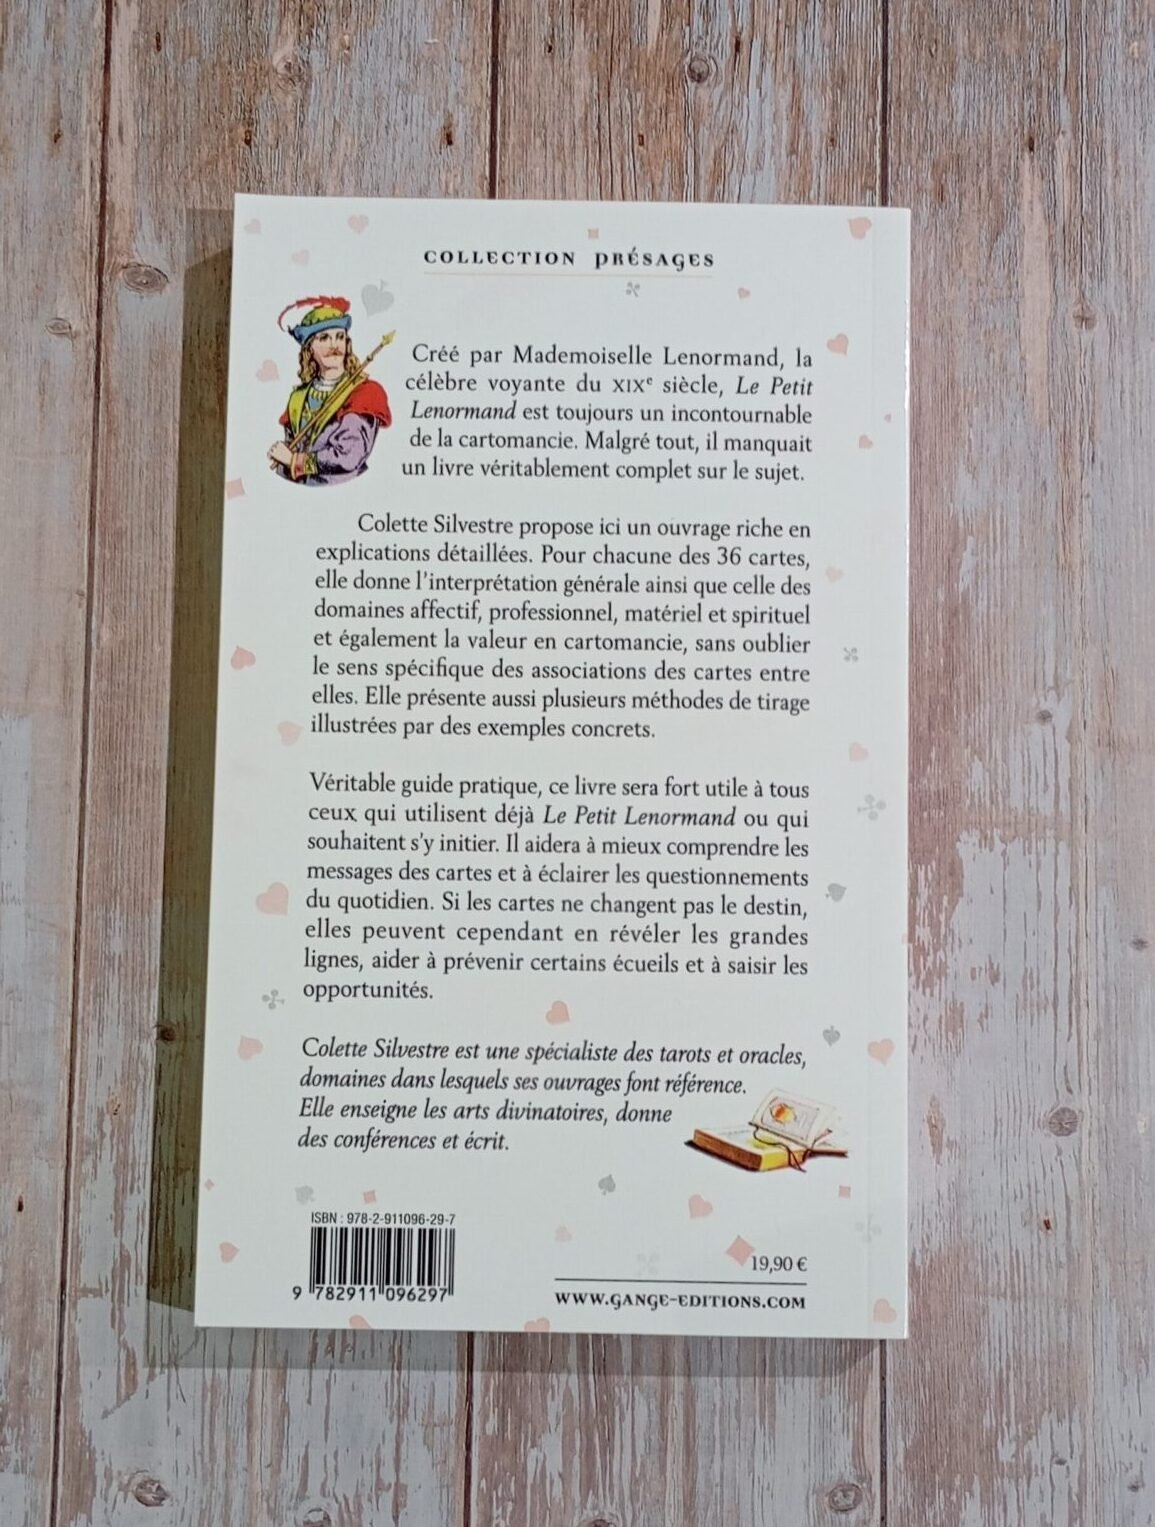 COLLECTION PRÉSAGES
Créé par Mademoiselle Lenormand, la
célèbre voyante du XIXe siècle, Le Petit
Lenormand est toujours un incontournable
de la cartomancie. Malgré tout, il manquait
un livre véritablement complet sur le sujet.
Colette Silvestre propose ici un ouvrage riche en
explications détaillées. Pour chacune des 36 cartes,
elle donne l'interprétation générale ainsi que celle des
domaines affectif, professionnel, matériel et spirituel
et également la valeur en cartomancie, sans oublier
le sens spécifique des associations des cartes entre
elles. Elle présente aussi plusieurs méthodes de tirage
illustrées par des exemples concrets.
Véritable guide pratique, ce livre sera fort utile à tous
ceux qui utilisent déjà Le Petit Lenormand ou qui
souhaitent s'y initier. Il aidera à mieux comprendre les
messages des cartes et à éclairer les questionnements
du quotidien. Si les cartes ne changent pas le destin,
elles peuvent cependant en révéler les grandes
lignes, aider à prévenir certains écueils et à saisir les
opportunités.
Colette Silvestre est une spécialiste des tarots et oracles,
domaines dans lesquels ses ouvrages font référence.
Elle enseigne les arts divinatoires, donne
des conférences et écrit.
ISBN : 978-2-911096-29-7
9 782911 096297
19,90 €
WWW.GANGE-EDITIONS.COM